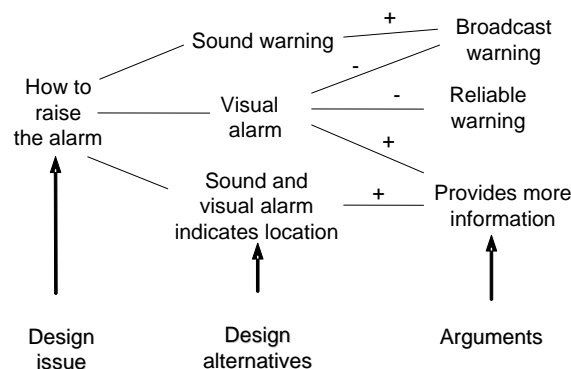 Sound warning
+
Broadcast
warning
-
How to
raise
the alarm
Visual
alarm
-
Reliable
warning
+
Sound and
visual alarm
indicates location
+
Provides more
information
Design
issue
Design
alternatives
Arguments